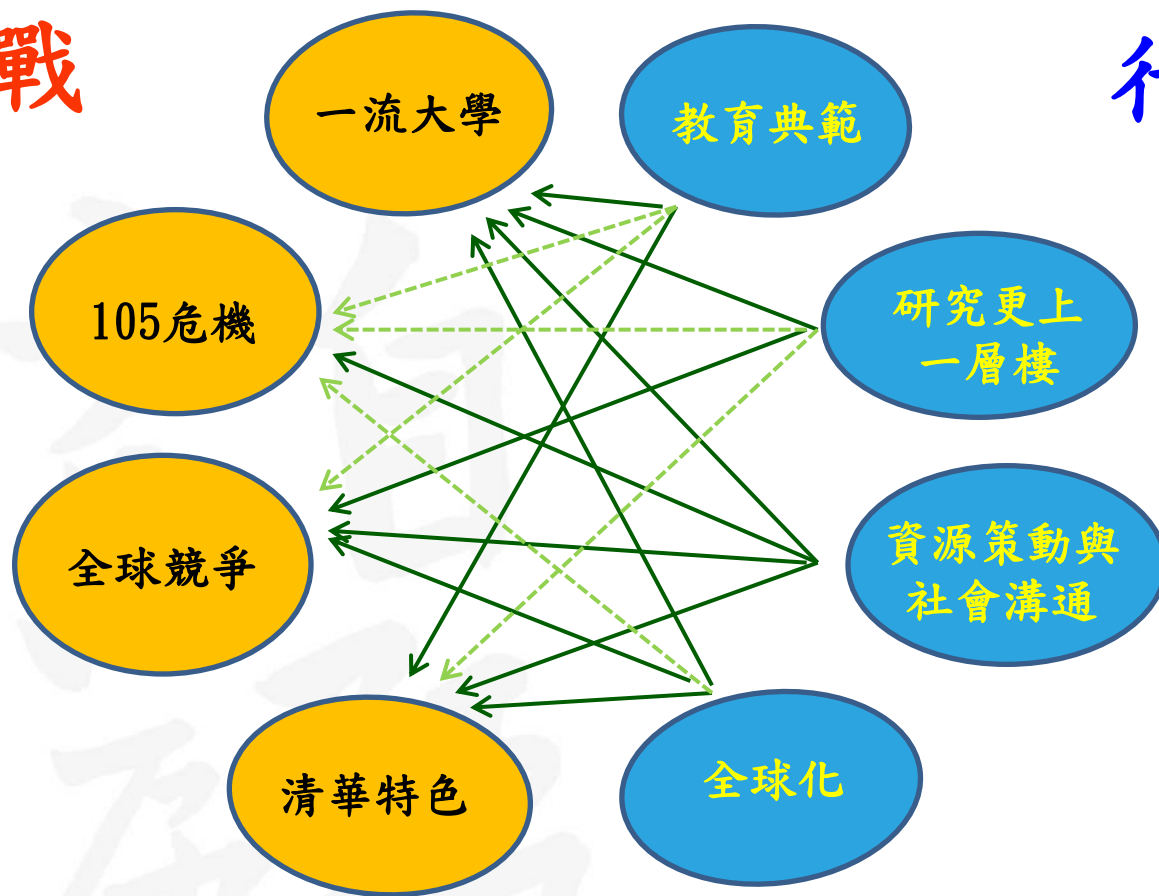 戰
一流大學
教育典範
105危機
研究更上
一層樓
全球競爭
資源策動與
社會溝通
清華特色
全球化